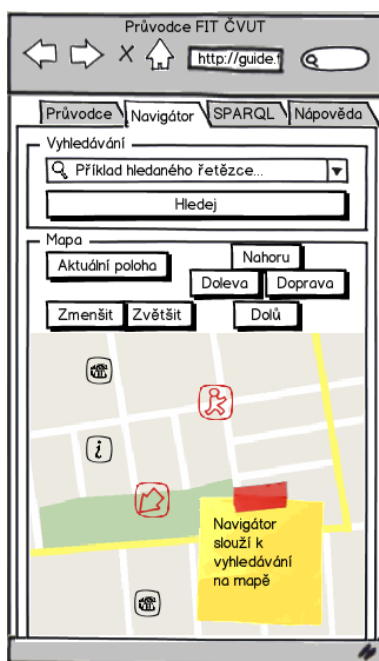 Průvodce FIT ČVUT
http://guide.f
Průvodce
Navigátor
SPARQL
Nápověda
Vyhledávání
Příklad hledaného řetězce...
Hledej
Mapa
Aktuální poloha
Nahoru
Doleva
Doprava
Zmenšit
Zvětšit
Dolů
i
Navigátor
slouží k
vyhledávání
na mapě